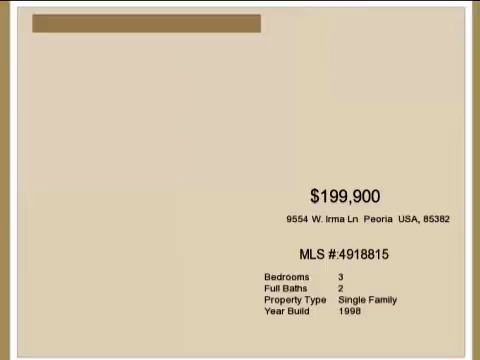 $199,900
9554 W. Irma Ln Peoria USA, 85382
MLS #:4918815
Bedrooms 3
Full Baths 2
Property Type Single Family
Year Build 1998